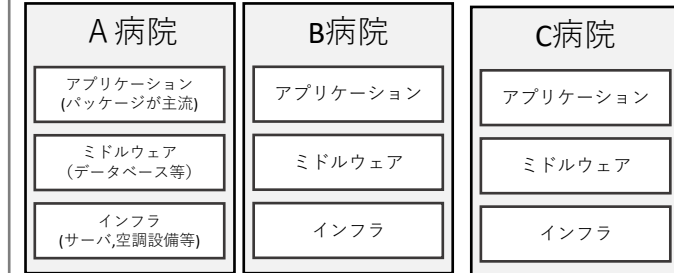 A 病院
アプリケーション
(パッケージが主流)
ミドルウェア
(データベース等)
インフラ
(サーバ,空調設備等)
B病院
アプリケーション
ミドルウェア
インフラ
C病院
アプリケーション
ミドルウェア
インフラ